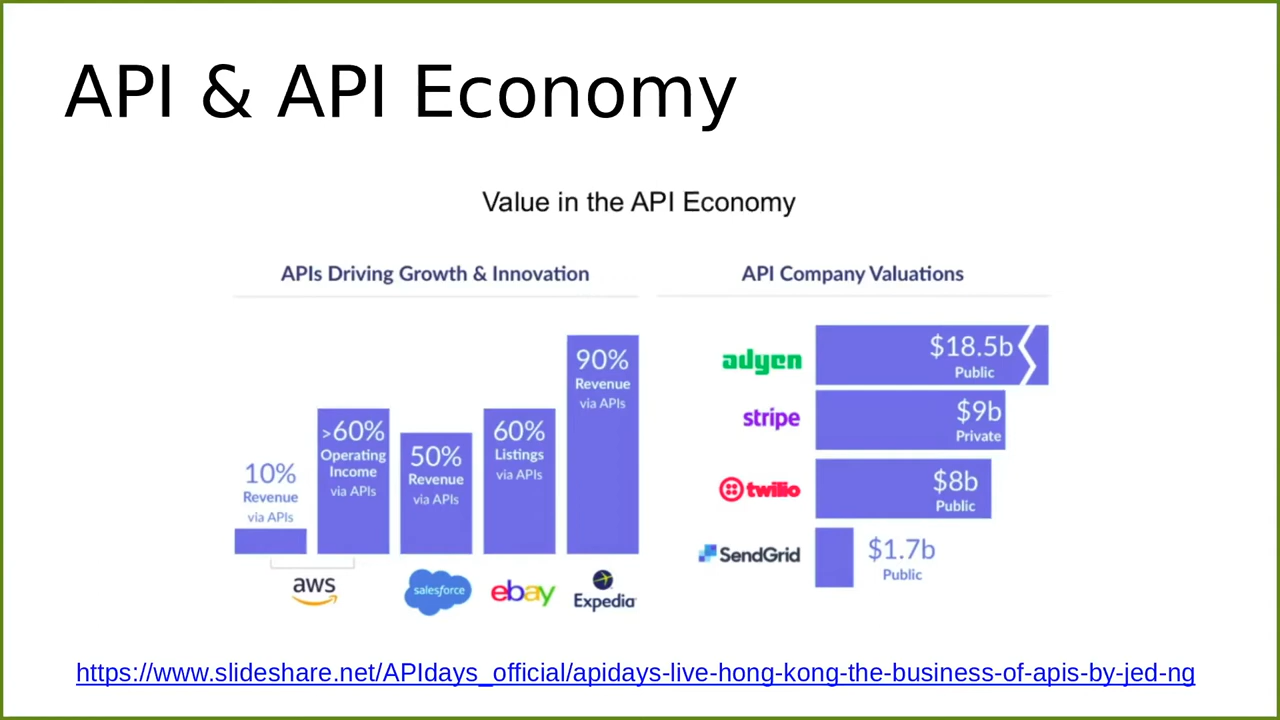 API & API Economy
Value in the API Economy
APIs Driving Growth & Innovation
10%
Revenue
via APIs
>60%
Operating
Income
via APIs
50%
Revenue
via APIs
60%
Listings
via APIs
90%
Revenue
via APIs
aws
salesforce
ebay
Expedia
API Company Valuations
adyen
$18.5b
Public
stripe
$9b
Private
twilio
$8b
Public
SendGrid
$1.7b
Public
https://www.slideshare.net/APIdays_official/apidays-live-hong-kong-the-business-of-apis-by-jed-ng